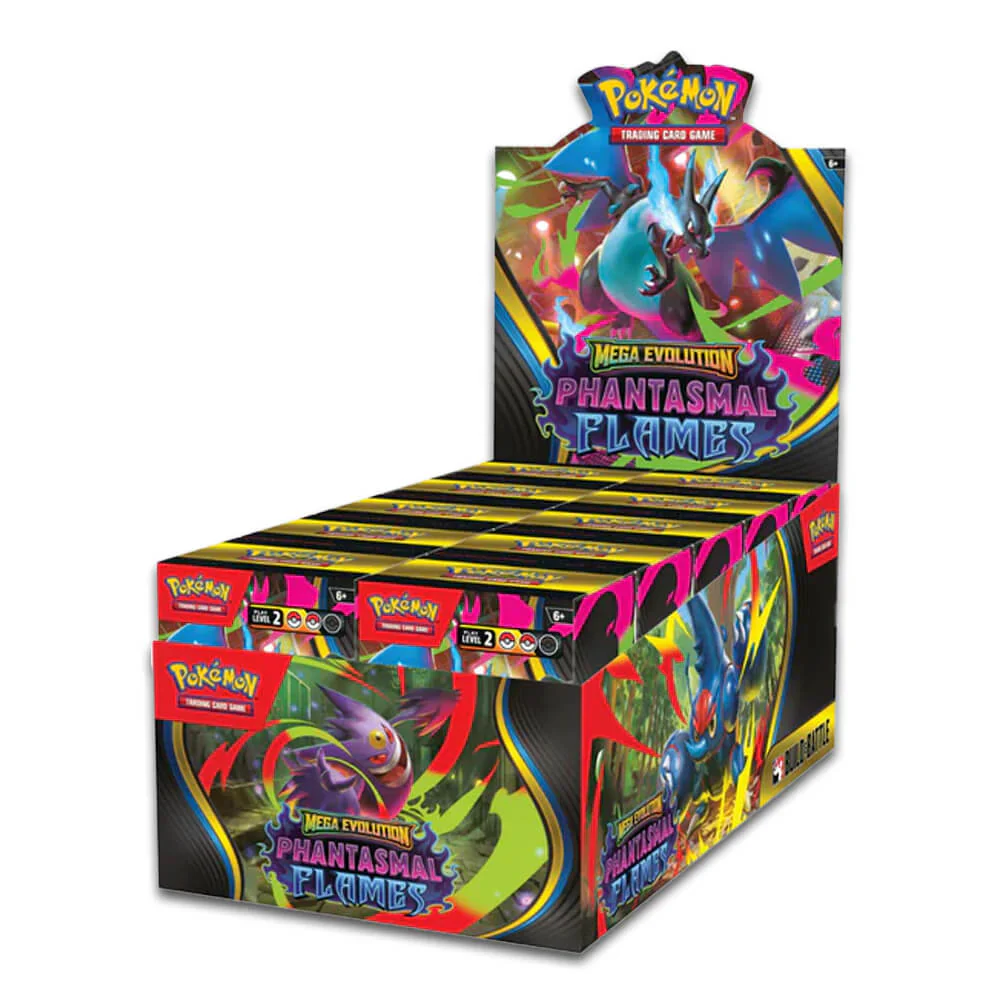 POKéMON
TRADING CARD GAME
6+
MEGA EVOLUTION
PHANTASMAL
FLAMES
POKéMON
TRADING CARD GAME
6+
PLAY
LEVEL 2
POKéMON
TRADING CARD GAME
6+
PLAY
LEVEL 2
POKéMON
TRADING CARD GAME
MEGA EVOLUTION
PHANTASMAL
FLAMES
POKéMON
BUILD & BATTLE
MEGA EVOLUTION
PHANTASMAL
FLAMES